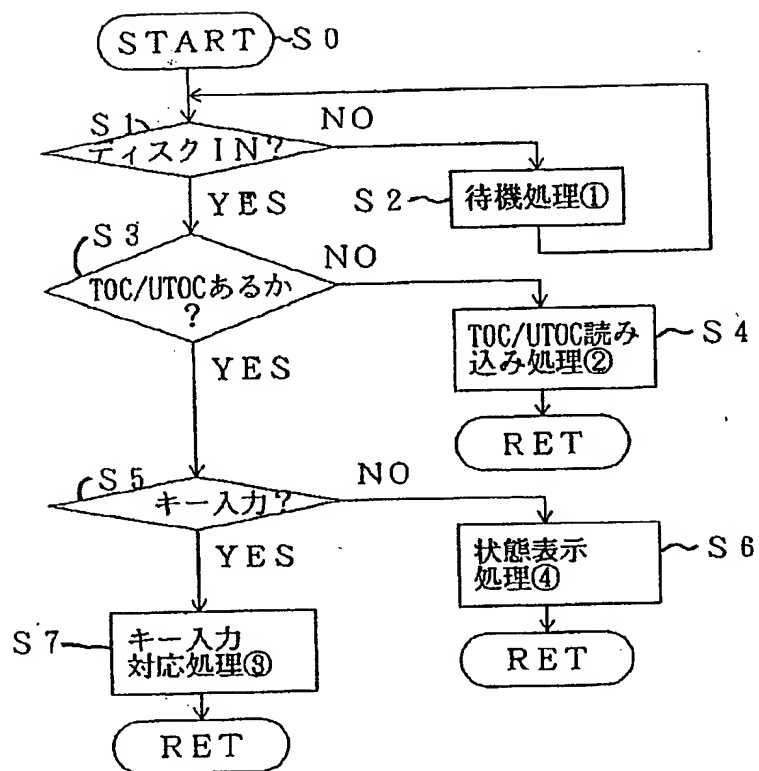 START
S0
S1
ディスクIN?
NO
YES
S2
待機処理①
S3
TOC/UTOCあるか
?
NO
YES
TOC/UTOC読み
込み処理②
S4
RET
S5
キー入力?
NO
YES
状態表示
処理④
S6
RET
S7
キー入力
対応処理③
RET